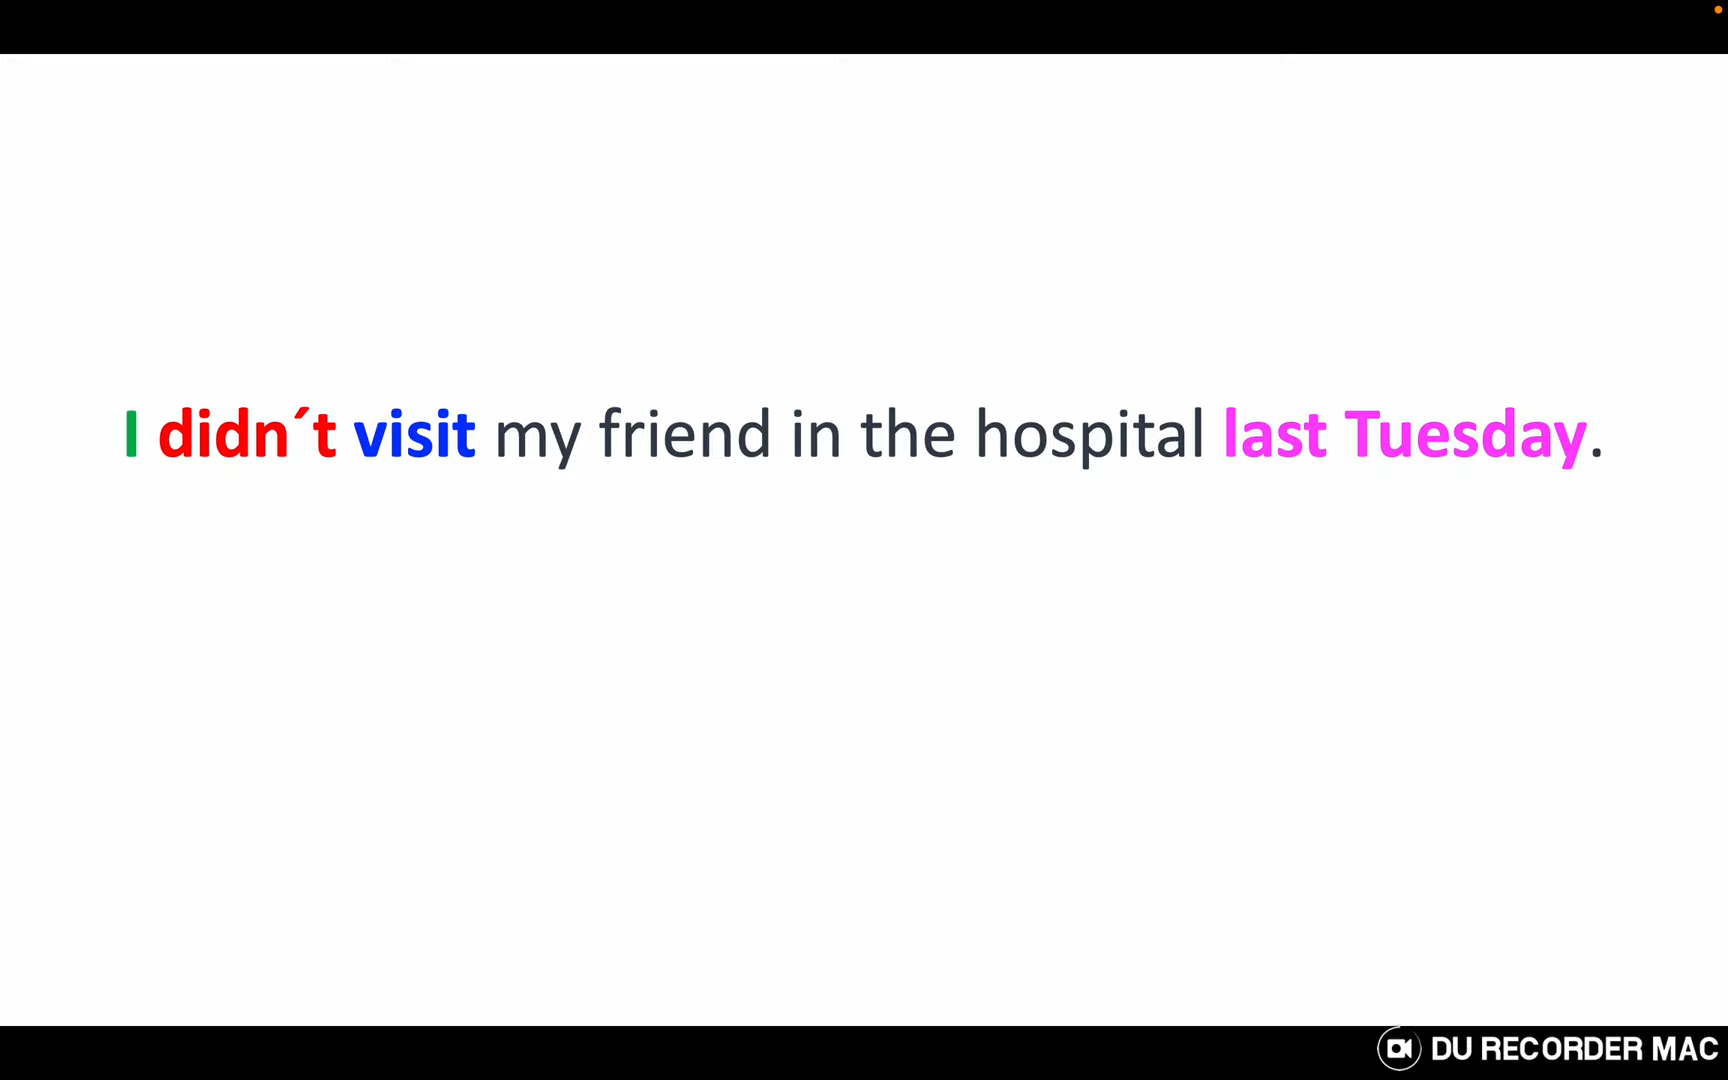 I didn´t visit my friend in the hospital last Tuesday.
DU RECORDER MAC